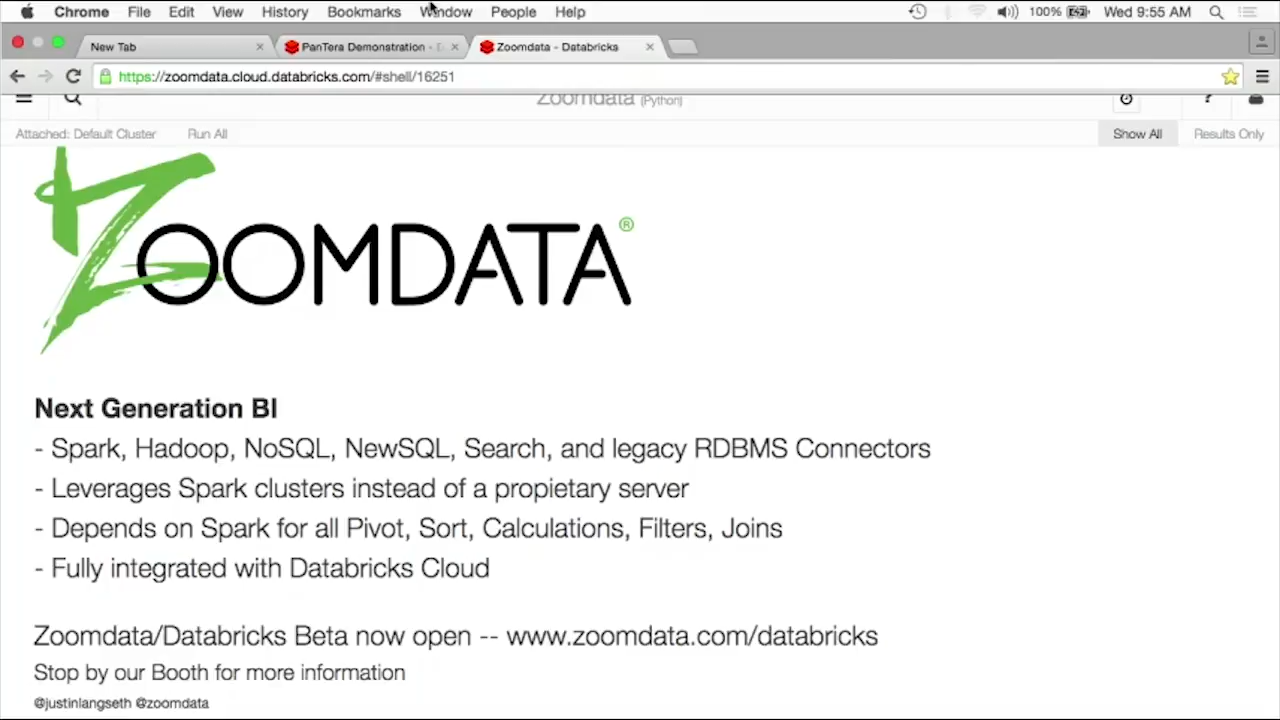 Chrome File Edit View History Bookmarks Window People Help 100% Wed 9:55 AM
New Tab PanTera Demonstration - D Zoomdata - Databricks
https://zoomdata.cloud.databricks.com/#shell/16251
Zoomdata (Python) ?
Attached: Default Cluster Run All Show All Results Only
ZOOMDATA®
Next Generation BI
- Spark, Hadoop, NoSQL, NewSQL, Search, and legacy RDBMS Connectors
- Leverages Spark clusters instead of a propietary server
- Depends on Spark for all Pivot, Sort, Calculations, Filters, Joins
- Fully integrated with Databricks Cloud
Zoomdata/Databricks Beta now open -- www.zoomdata.com/databricks
Stop by our Booth for more information
@justinlangseth @zoomdata